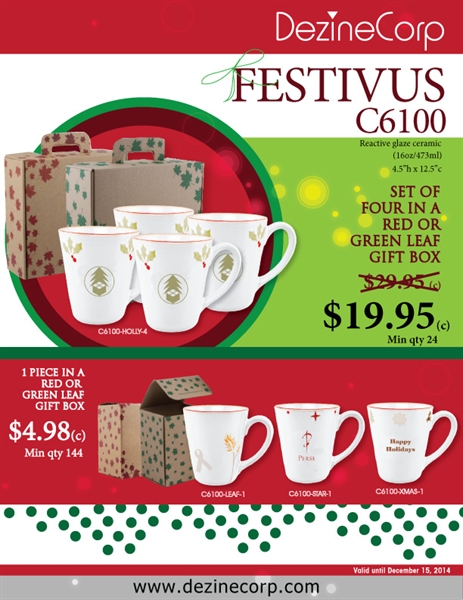 DezineCorp
FESTIVUS
C6100
Reactive glaze ceramic
(16oz/473ml)
4.5"h x 12.5"c
SET OF
FOUR IN A
RED OR
GREEN LEAF
GIFT BOX
$29.95 (c)
$19.95(c)
Min qty 24
C6100-HOLLY-4
1 PIECE IN A
RED OR
GREEN LEAF
GIFT BOX
$4.98(c)
Min qty 144
Persi
Happy
Holidays
C6100-LEAF-1
C6100-STAR-1
C6100-XMAS-1
Valid until December 15, 2014
www.dezinecorp.com